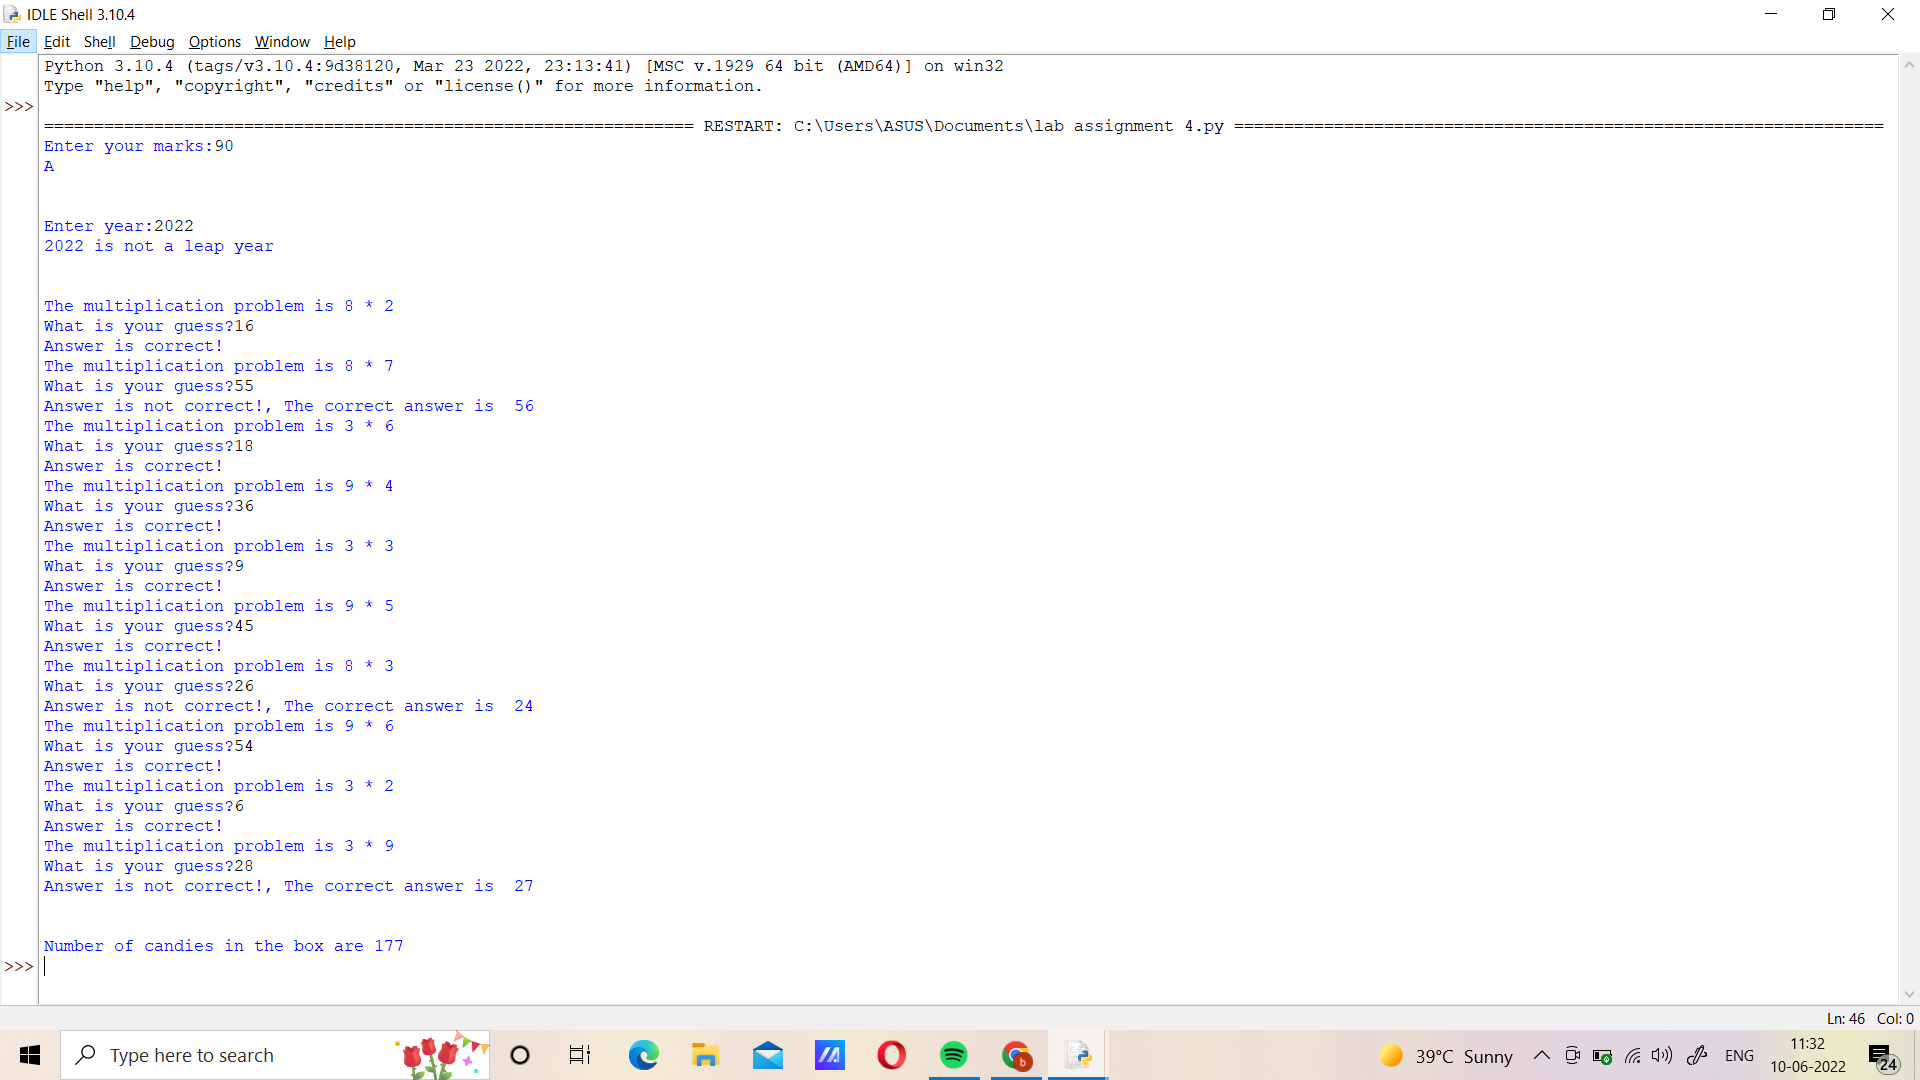 IDLE Shell 3.10.4
File Edit Shell Debug Options Window Help
Python 3.10.4 (tags/v3.10.4:9d38120, Mar 23 2022, 23:13:41) [MSC v.1929 64 bit (AMD64)] on win32
Type "help", "copyright", "credits" or "license()" for more information.
>>>
================================================================= RESTART: C:\Users\ASUS\Documents\lab assignment 4.py =================================================================
Enter your marks:90
A
Enter year:2022
2022 is not a leap year
The multiplication problem is 8 * 2
What is your guess?16
Answer is correct!
The multiplication problem is 8 * 7
What is your guess?55
Answer is not correct!, The correct answer is  56
The multiplication problem is 3 * 6
What is your guess?18
Answer is correct!
The multiplication problem is 9 * 4
What is your guess?36
Answer is correct!
The multiplication problem is 3 * 3
What is your guess?9
Answer is correct!
The multiplication problem is 9 * 5
What is your guess?45
Answer is correct!
The multiplication problem is 8 * 3
What is your guess?26
Answer is not correct!, The correct answer is  24
The multiplication problem is 9 * 6
What is your guess?54
Answer is correct!
The multiplication problem is 3 * 2
What is your guess?6
Answer is correct!
The multiplication problem is 3 * 9
What is your guess?28
Answer is not correct!, The correct answer is  27
Number of candies in the box are 177
>>>
Ln: 46 Col: 0
Type here to search
39°C Sunny
ENG
11:32
10-06-2022
24